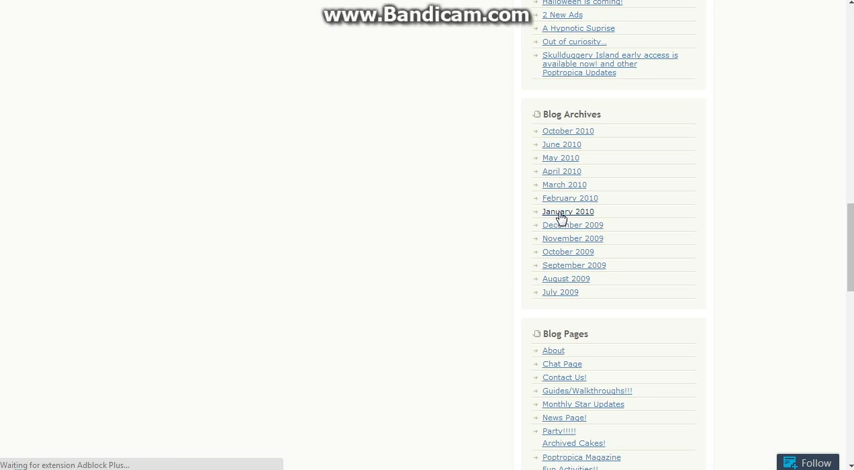 www.Bandicam.com
Halloween is coming!
2 New Ads
A Hypnotic Suprise
Out of curiosity...
Skullduggery Island early access is
available now! and other
Poptropica Updates
Blog Archives
October 2010
June 2010
May 2010
April 2010
March 2010
February 2010
January 2010
December 2009
November 2009
October 2009
September 2009
August 2009
July 2009
Blog Pages
About
Chat Page
Contact Us!
Guides/Walkthroughs!!!
Monthly Star Updates
News Page!
Party!!!!!
Archived Cakes!
Poptropica Magazine
Fun Activities!!
Waiting for extension Adblock Plus...
Follow